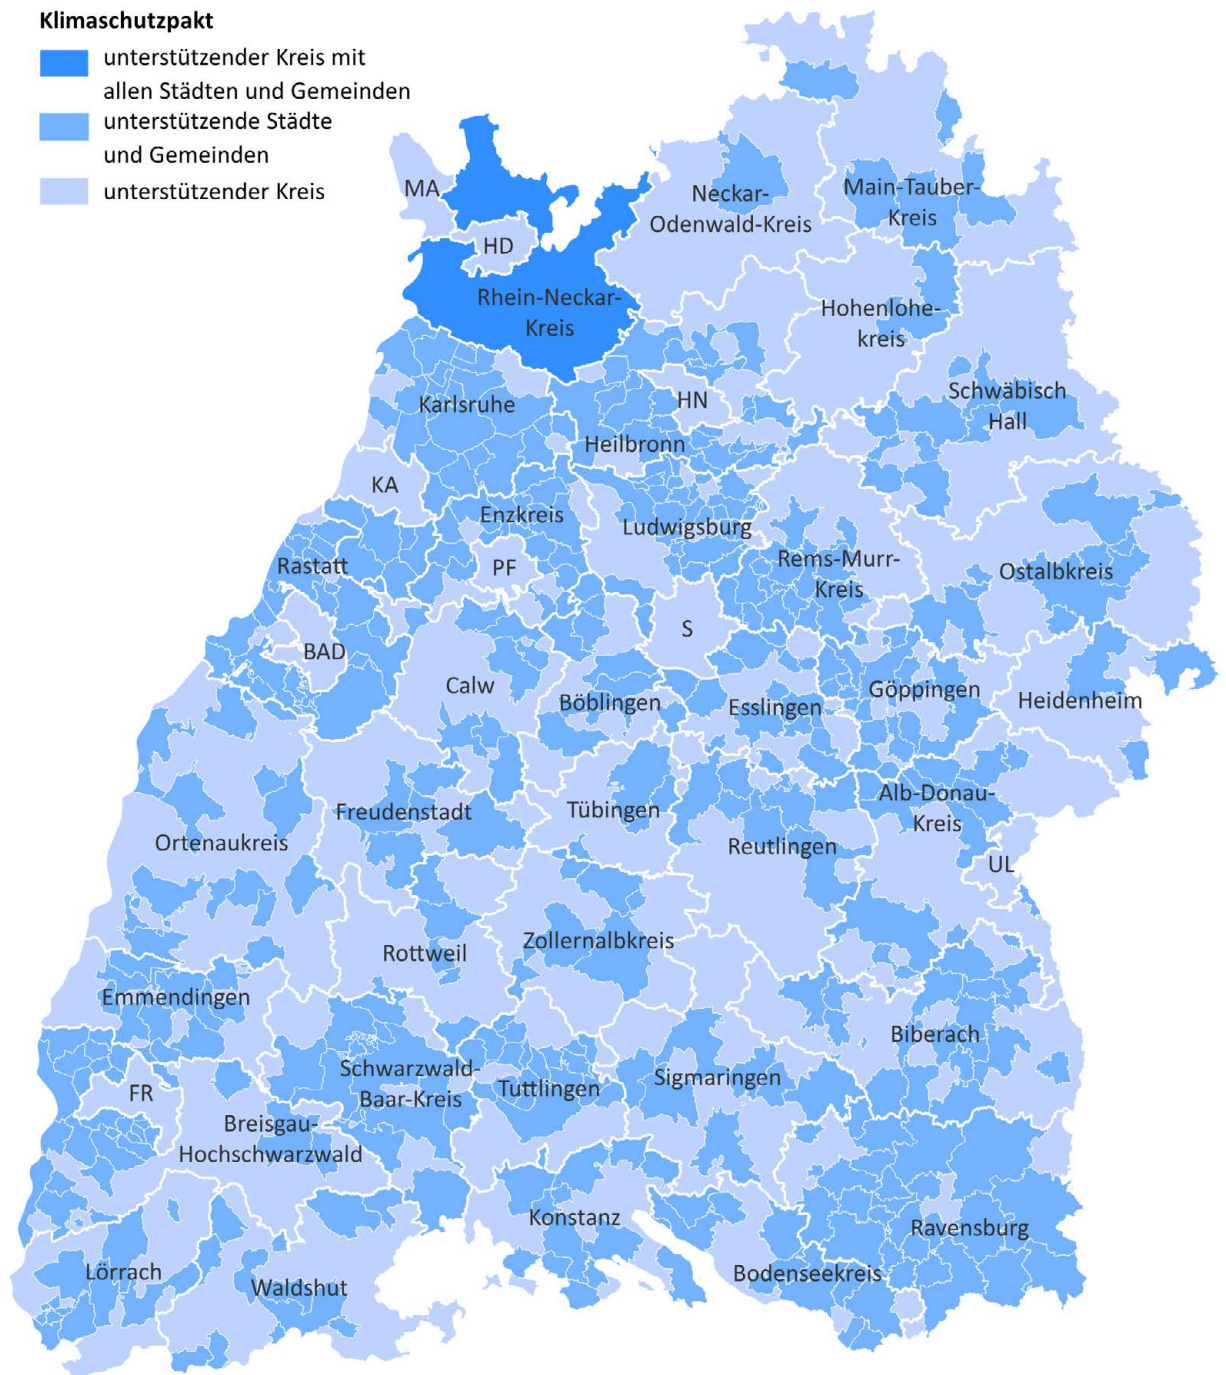 Klimaschutzpakt
unterstützender Kreis mit
allen Städten und Gemeinden
unterstützende Städte
und Gemeinden
unterstützender Kreis
MA
Neckar-
Odenwald-Kreis
Main-Tauber-
Kreis
HD
Rhein-Neckar-
Kreis
Hohenlohe-
kreis
Karlsruhe
HN
Schwäbisch
Hall
Heilbronn
KA
Enzkreis
Ludwigsburg
Rastatt
PF
Rems-Murr-
Kreis
Ostalbkreis
S
BAD
Calw
Böblingen
Esslingen
Göppingen
Heidenheim
Freudenstadt
Tübingen
Alb-Donau-
Kreis
Ortenaukreis
Reutlingen
UL
Rottweil
Zollernalbkreis
Emmendingen
Biberach
Schwarzwald-
Baar-Kreis
Tuttlingen
Sigmaringen
FR
Breisgau-
Hochschwarzwald
Konstanz
Ravensburg
Lörrach
Waldshut
Bodenseekreis